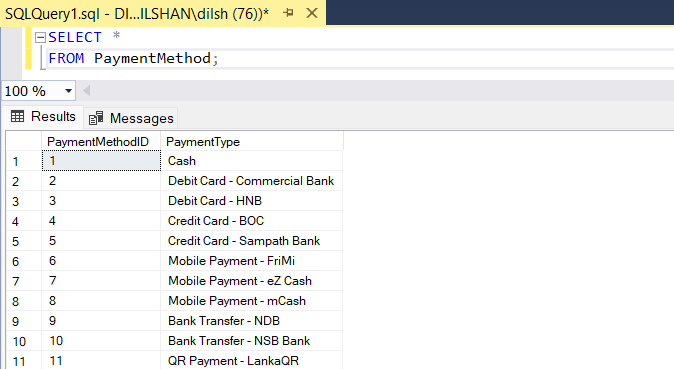 SQLQuery1.sql - DI...ILSHAN\dilsh (76))*
SELECT *
FROM PaymentMethod;
100 %
Results Messages
PaymentMethodID PaymentType
1 1 Cash
2 2 Debit Card - Commercial Bank
3 3 Debit Card - HNB
4 4 Credit Card - BOC
5 5 Credit Card - Sampath Bank
6 6 Mobile Payment - FriMi
7 7 Mobile Payment - eZ Cash
8 8 Mobile Payment - mCash
9 9 Bank Transfer - NDB
10 10 Bank Transfer - NSB Bank
11 11 QR Payment - LankaQR